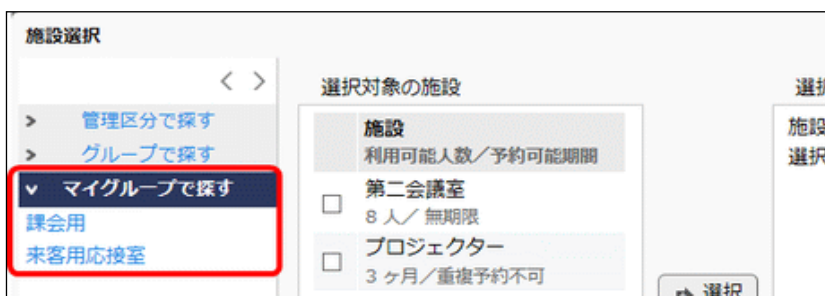 施設選択
< >
> 管理区分で探す
> グループで探す
∨ マイグループで探す
課会用
来客用応接室
選択対象の施設
施設
利用可能人数／予約可能期間
第二会議室
8 人／ 無期限
プロジェクター
3 ヶ月／重複予約不可
選択
選
施設
選択